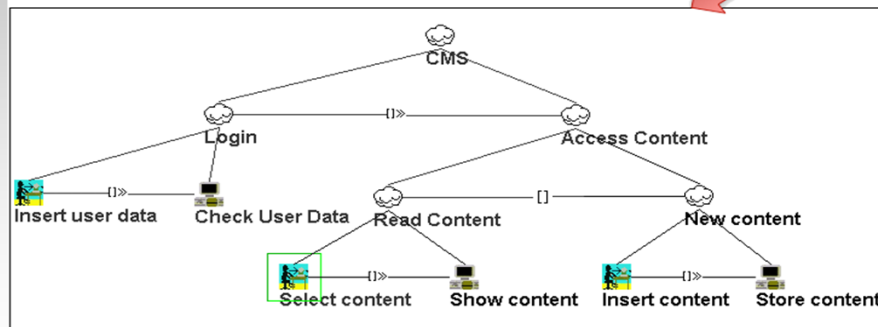 CMS
[]»
Login
Access Content
[]»
[]
Insert user data
Check User Data
Read Content
New content
[]»
[]»
Select content
Show content
Insert content
Store content